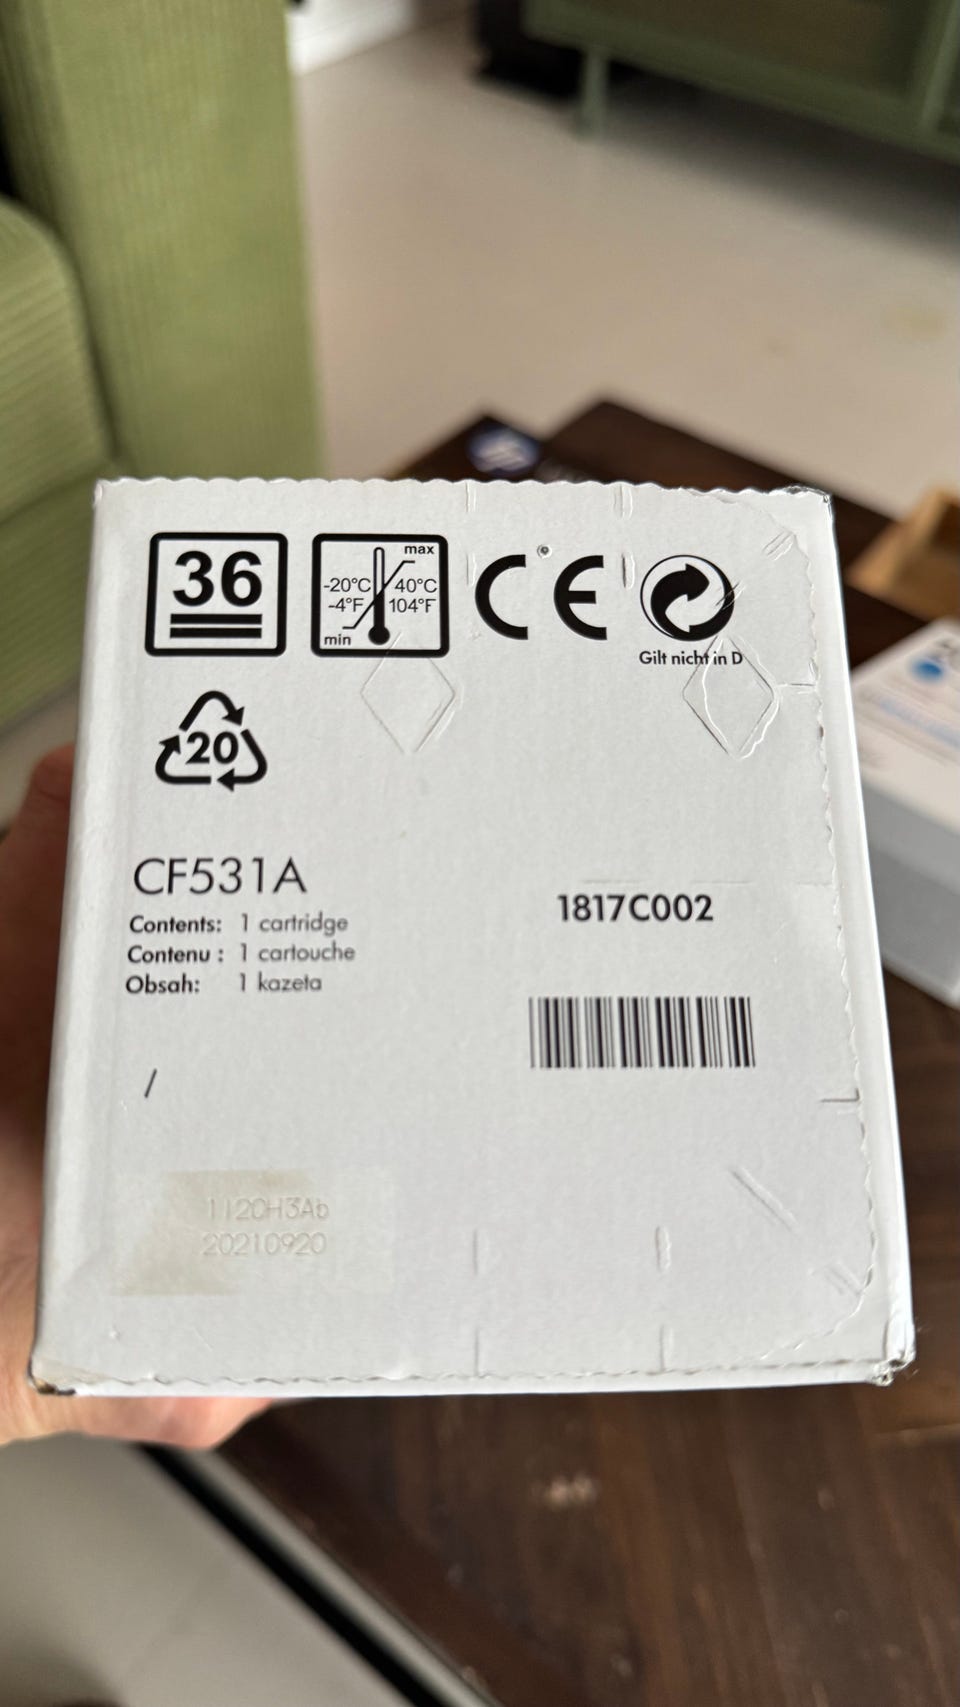 36
max
-20°C 40°C
-4°F 104°F
min
CE
Gilt nicht in D
20
CF531A
Contents: 1 cartridge
Contenu : 1 cartouche
Obsah: 1 kazeta
1817C002
/
1120H3Ab
20210920